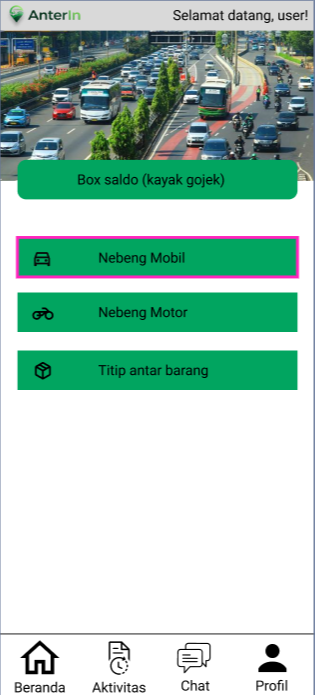 AnterIn
Selamat datang, user!
Box saldo (kayak gojek)
Nebeng Mobil
Nebeng Motor
Titip antar barang
Beranda
Aktivitas
Chat
Profil